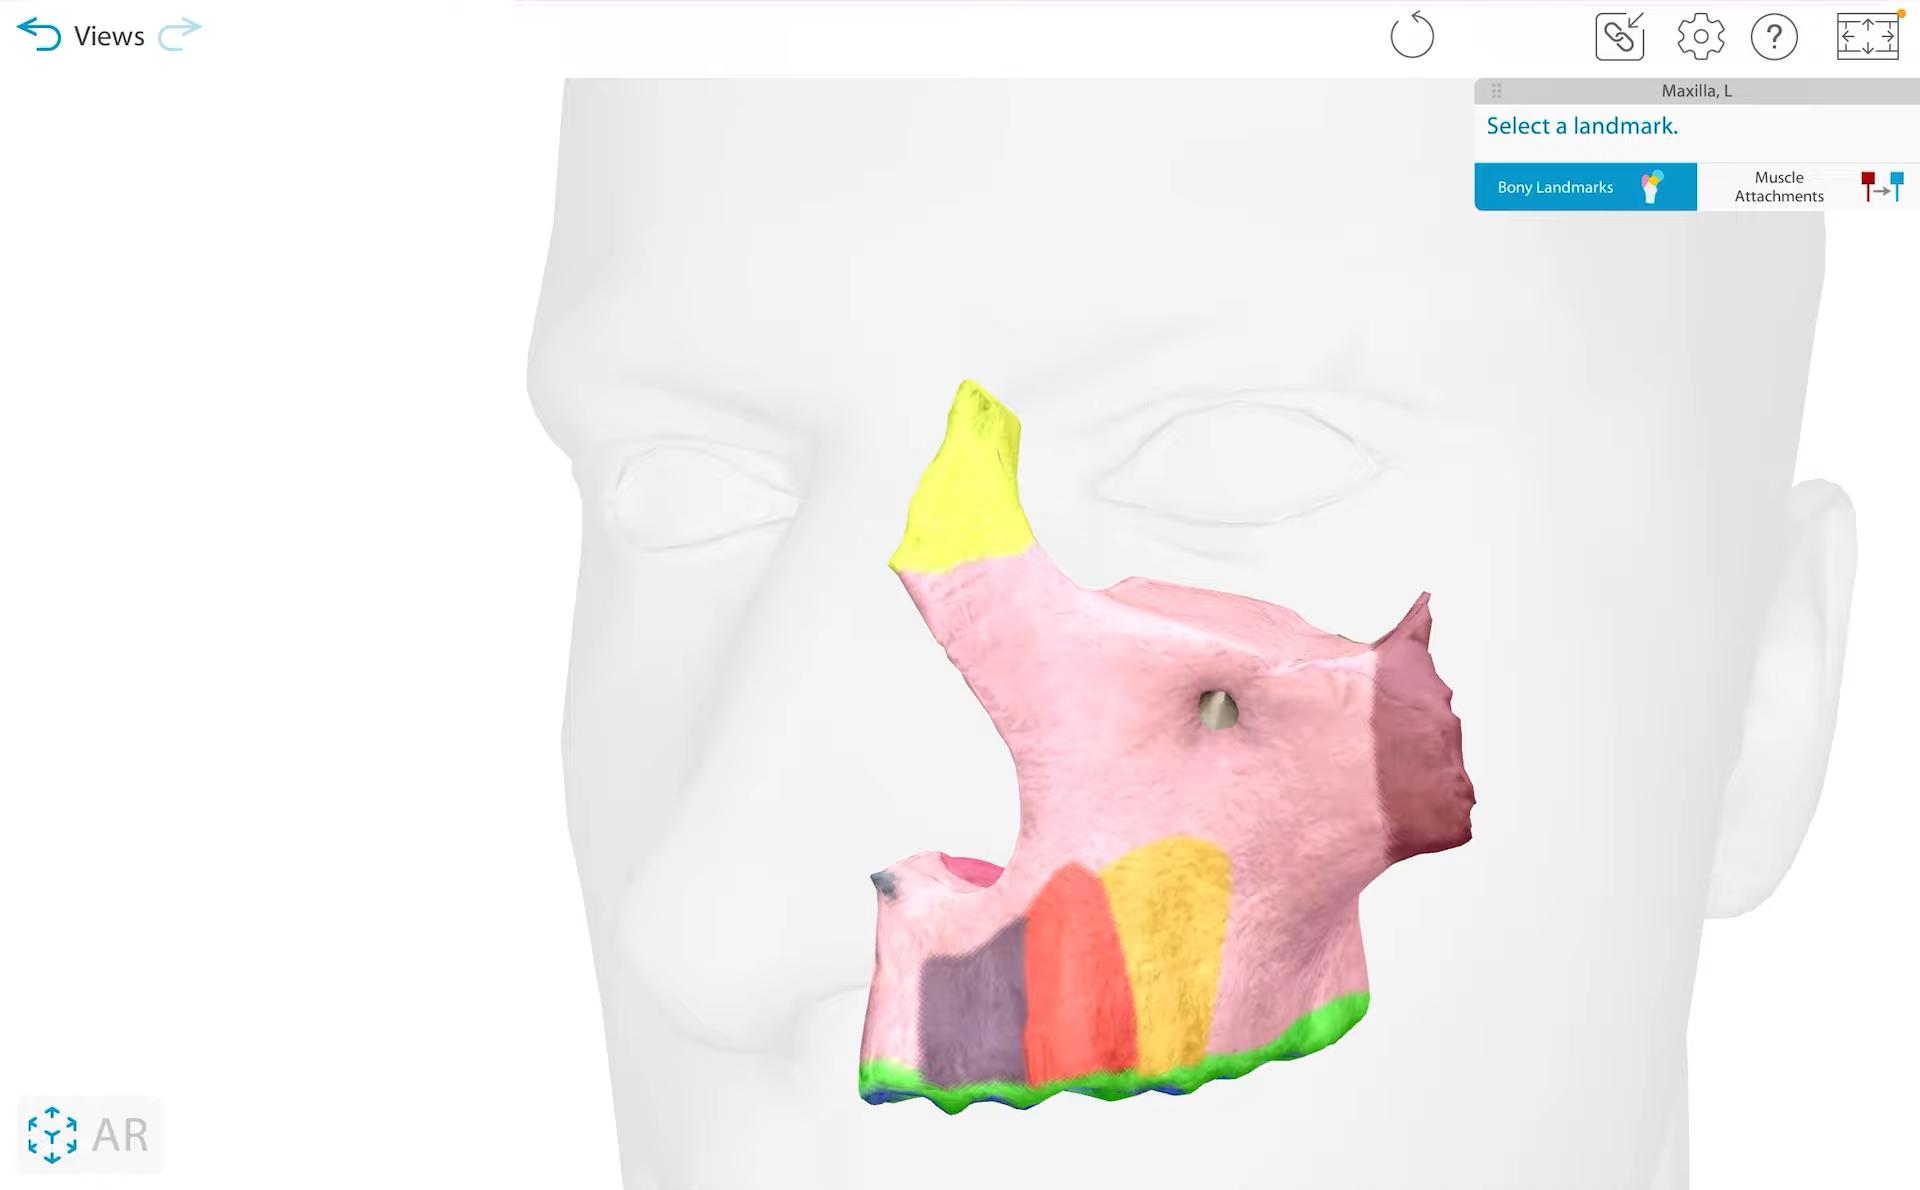 Views
?
Maxilla, L
Select a landmark.
Bony Landmarks
Muscle
Attachments
AR